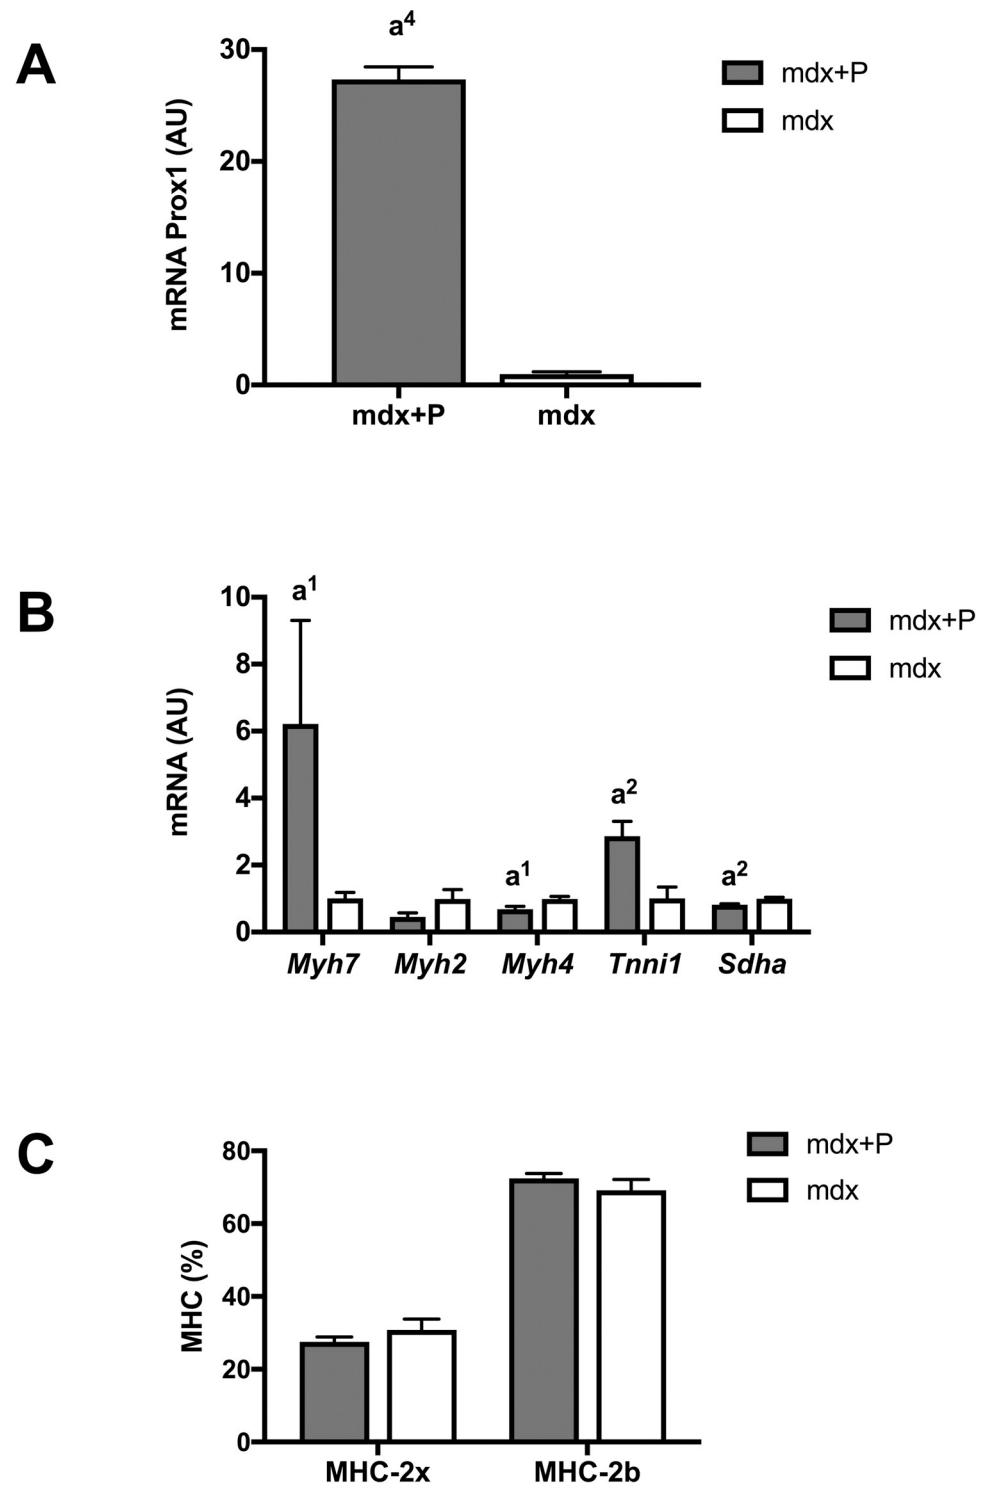 A
mRNA Prox1 (AU)
30
20
10
0
a⁴
mdx+P
mdx
mdx+P
mdx
B
mRNA (AU)
10
8
6
4
2
0
a¹
a¹
a²
a²
Myh7
Myh2
Myh4
Tnni1
Sdha
mdx+P
mdx
C
MHC (%)
80
60
40
20
0
MHC-2x
MHC-2b
mdx+P
mdx